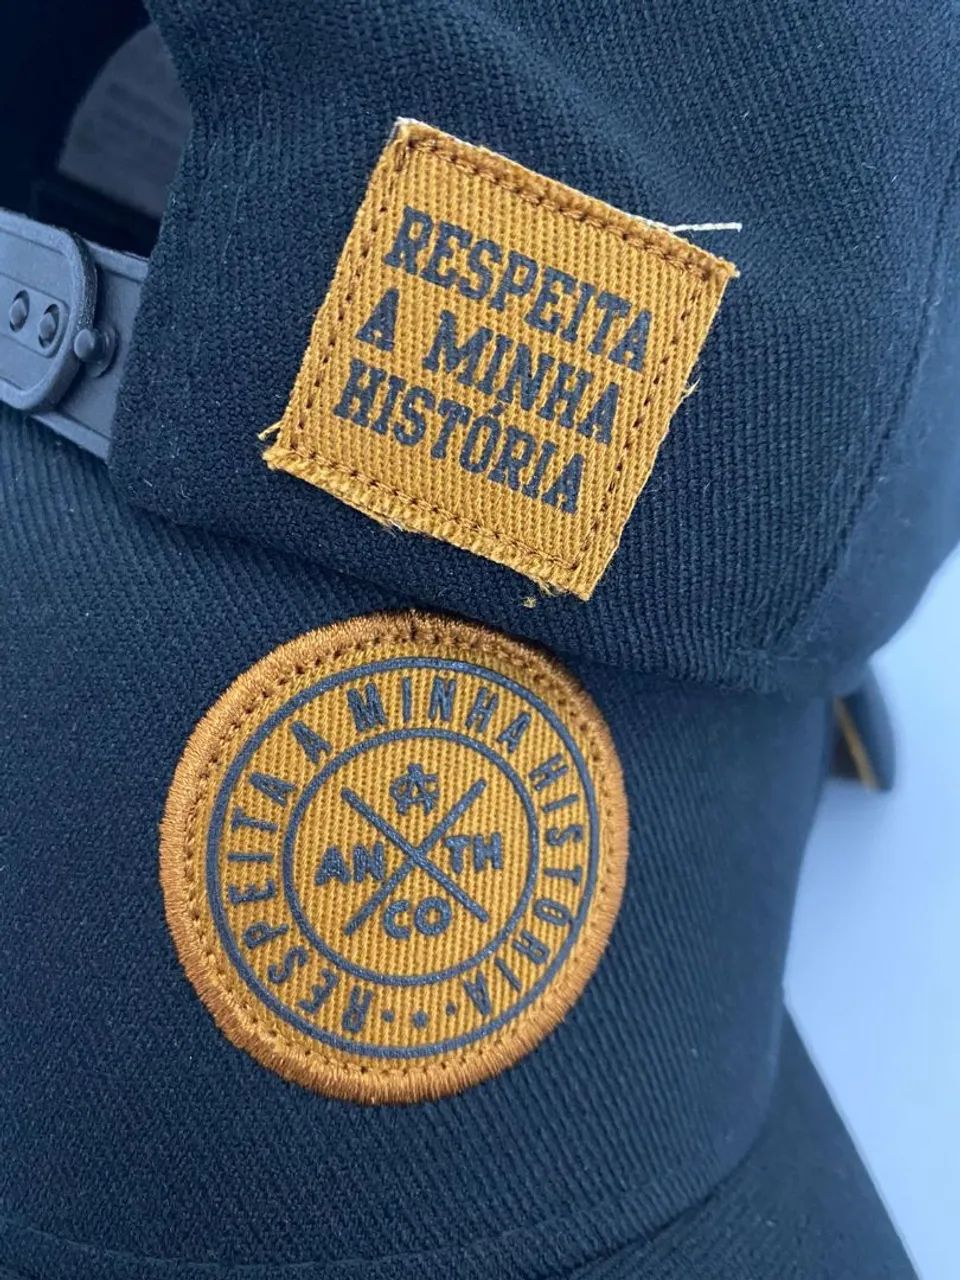 RESPEITA
A MINHA
HISTÓRIA
RESPEITA A MINHA HISTÓRIA
AN TH
CO